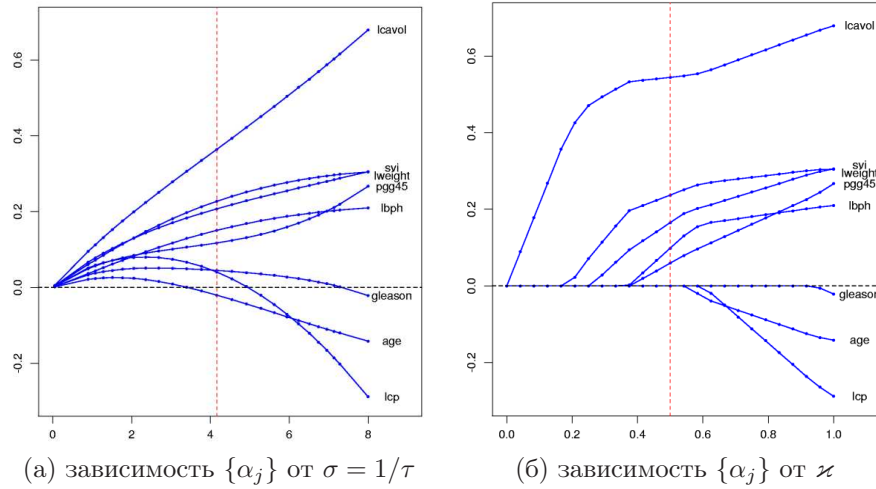 0.6
0.4
0.2
0.0
-0.2
lcavol
svi
lweight
pgg45
lbph
gleason
age
lcp
0 2 4 6 8
(а) зависимость {α_j} от σ = 1/τ
0.6
0.4
0.2
0.0
-0.2
lcavol
svi
lweight
pgg45
lbph
gleason
age
lcp
0.0 0.2 0.4 0.6 0.8 1.0
(б) зависимость {α_j} от ϰ